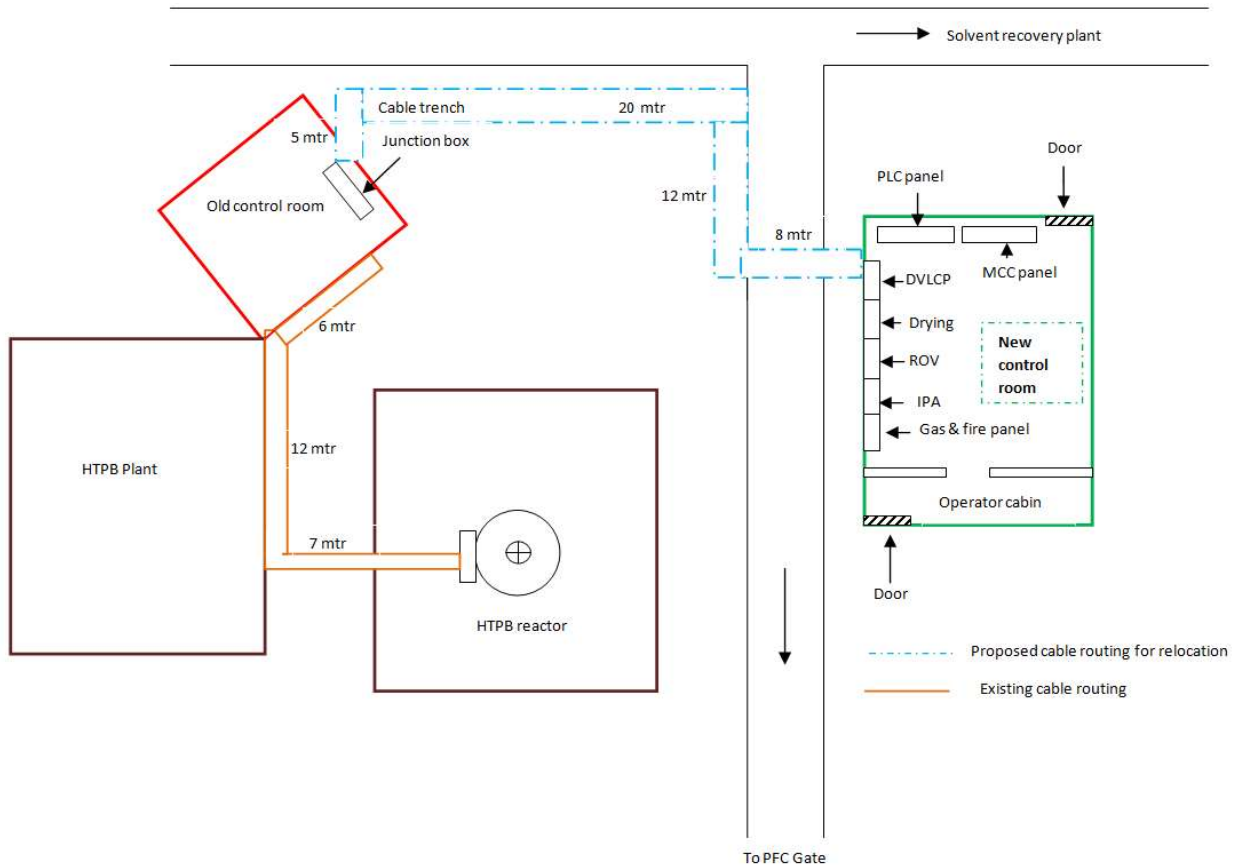 Solvent recovery plant
Cable trench
20 mtr
5 mtr
Junction box
Door
PLC panel
Old control room
12 mtr
8 mtr
MCC panel
DVLCP
6 mtr
Drying
New
control
room
ROV
IPA
Gas & fire panel
12 mtr
HTPB Plant
Operator cabin
7 mtr
Door
HTPB reactor
Proposed cable routing for relocation
Existing cable routing
To PFC Gate